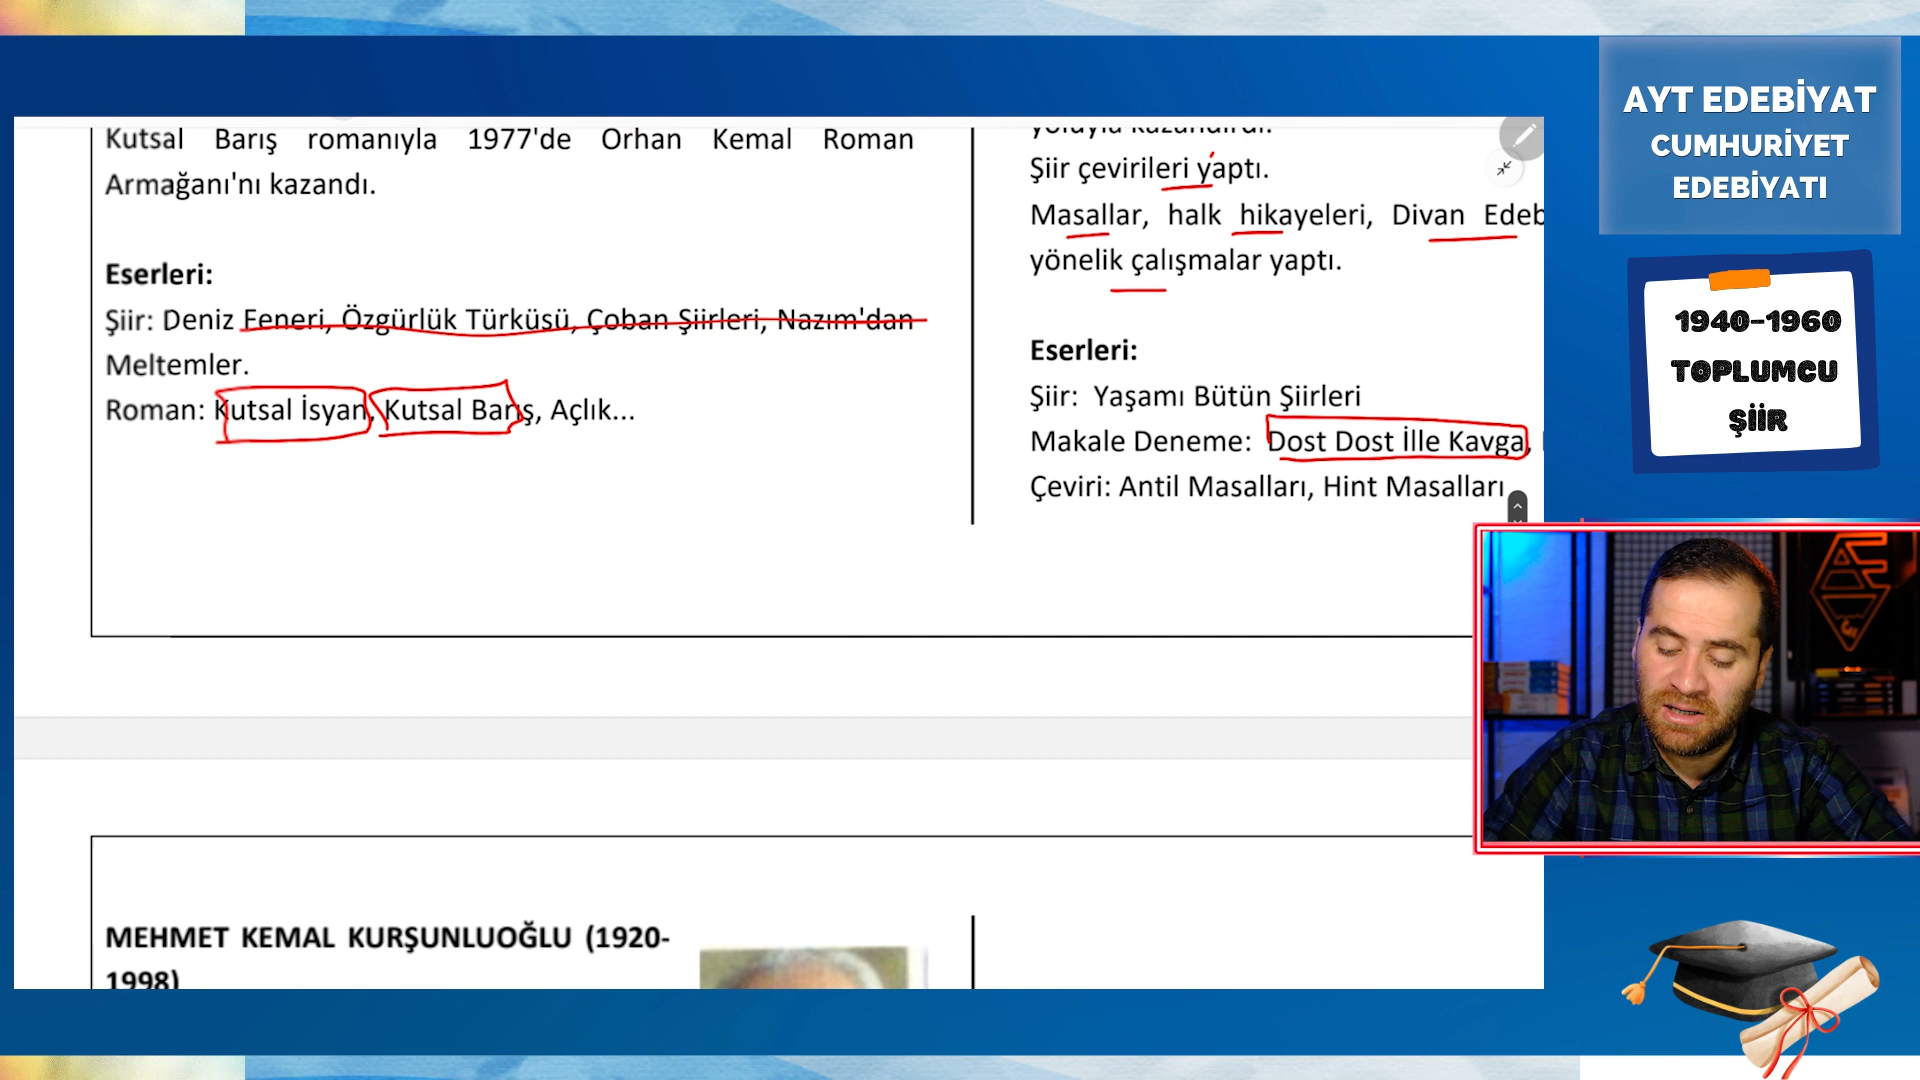 Kutsal Barış romanıyla 1977'de Orhan Kemal Roman
Armağanı'nı kazandı.
Eserleri:
Şiir: Deniz Feneri, Özgürlük Türküsü, Çoban Şiirleri, Nazım'dan
Meltemler.
Roman: Kutsal İsyan, Kutsal Barış, Açlık...
yoluyla kazandırdı.
Şiir çevirileri yaptı.
Masallar, halk hikayeleri, Divan Edeb
yönelik çalışmalar yaptı.
Eserleri:
Şiir: Yaşamı Bütün Şiirleri
Makale Deneme: Dost Dost İlle Kavga,
Çeviri: Antil Masalları, Hint Masalları
MEHMET KEMAL KURŞUNLUOĞLU (1920-
1998)
AYT EDEBİYAT
CUMHURİYET
EDEBİYATI
1940-1960
TOPLUMCU
ŞİİR